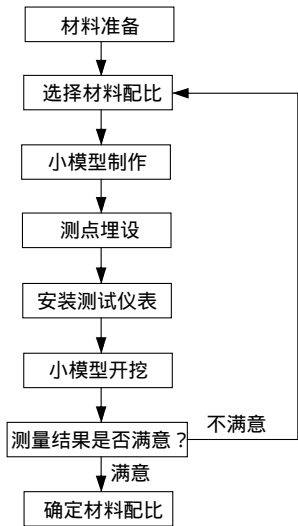 材料准备
选择材料配比
小模型制作
测点埋设
安装测试仪表
小模型开挖
测量结果是否满意？
不满意
满意
确定材料配比